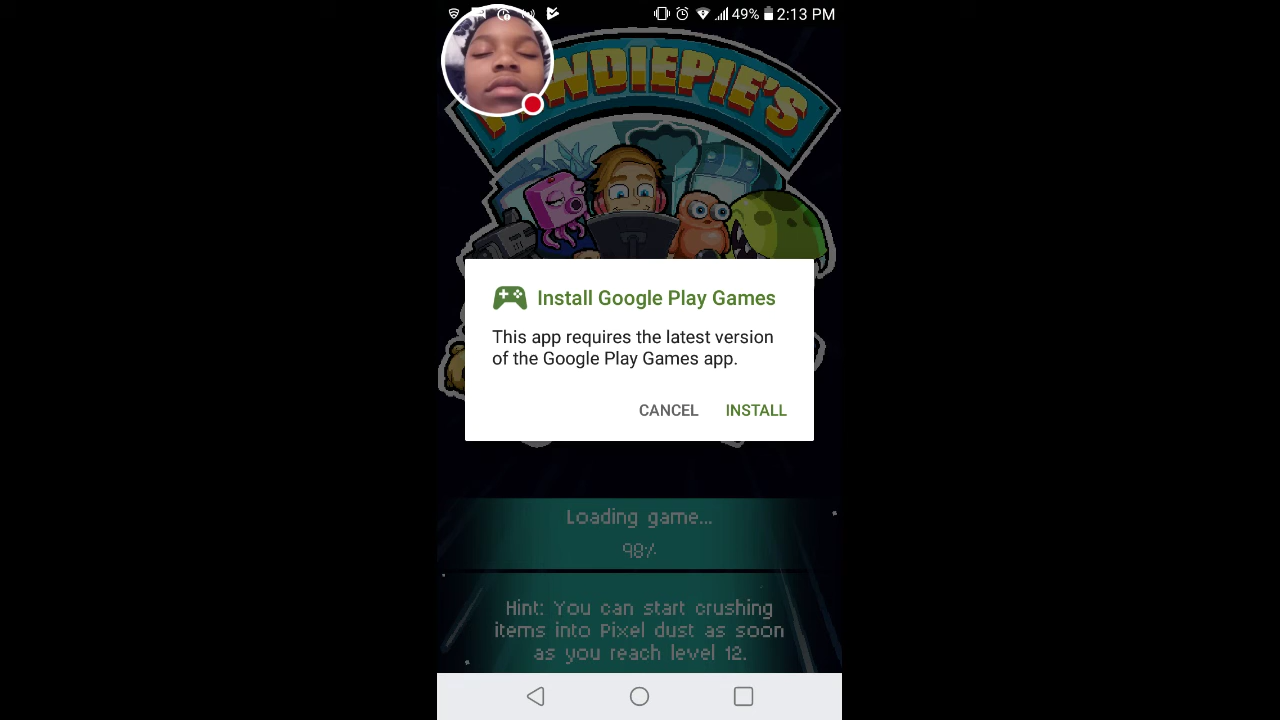 49% 2:13 PM
WDIEPIE'S
Install Google Play Games
This app requires the latest version
of the Google Play Games app.
CANCEL INSTALL
Loading game...
98%
Hint: You can start crushing
items into Pixel dust as soon
as you reach level 12.